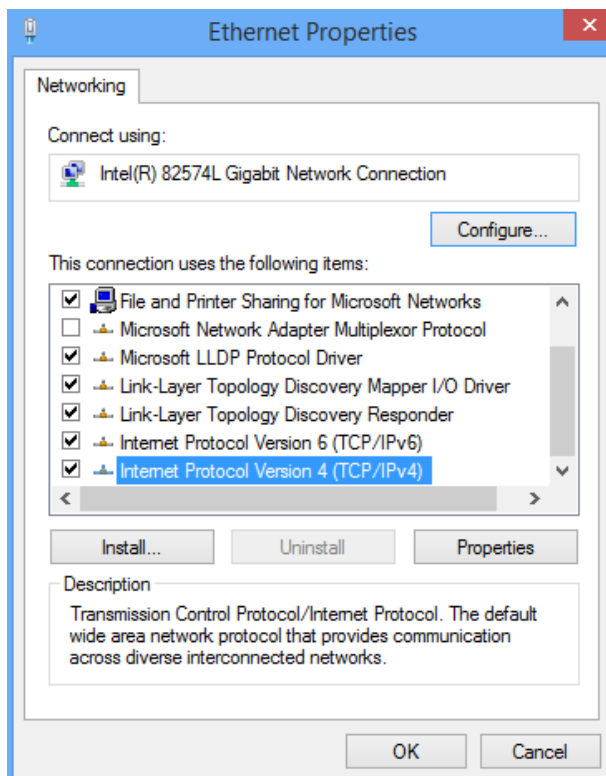 Ethernet Properties
Networking
Connect using:
Intel(R) 82574L Gigabit Network Connection
Configure...
This connection uses the following items:
File and Printer Sharing for Microsoft Networks
Microsoft Network Adapter Multiplexor Protocol
Microsoft LLDP Protocol Driver
Link-Layer Topology Discovery Mapper I/O Driver
Link-Layer Topology Discovery Responder
Internet Protocol Version 6 (TCP/IPv6)
Internet Protocol Version 4 (TCP/IPv4)
Install...
Uninstall
Properties
Description
Transmission Control Protocol/Internet Protocol. The default
wide area network protocol that provides communication
across diverse interconnected networks.
OK
Cancel